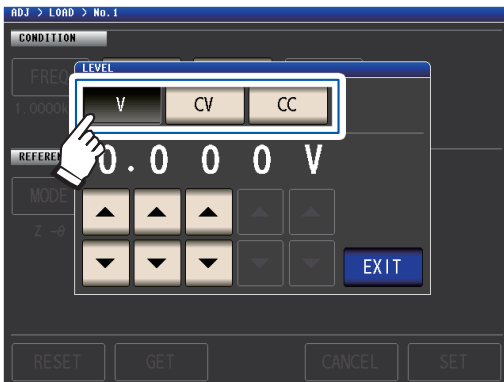 ADJ > LOAD > No.1
CONDITION
LEVEL
FREQ
V CV CC
1.0000k
0.000 V
REFEREN
MODE
Z -θ
EXIT
RESET GET CANCEL SET